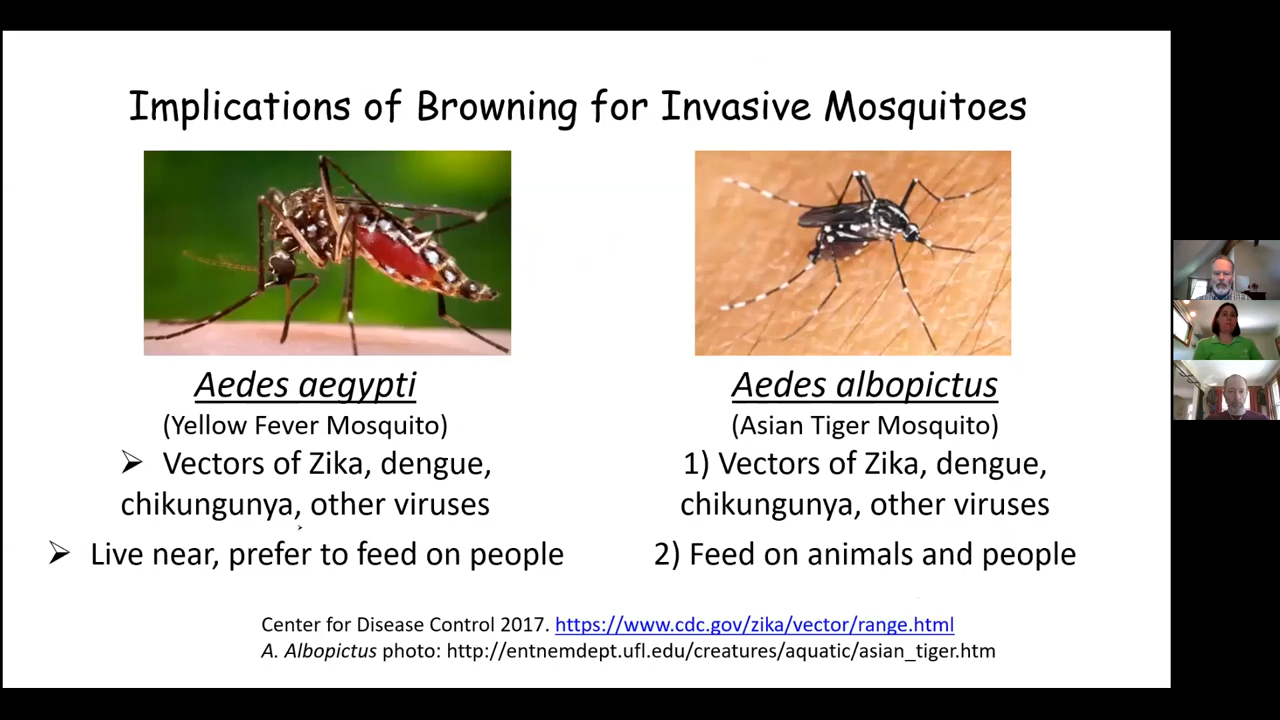 Implications of Browning for Invasive Mosquitoes
Aedes aegypti
(Yellow Fever Mosquito)
➢ Vectors of Zika, dengue,
chikungunya, other viruses
➢ Live near, prefer to feed on people
Aedes albopictus
(Asian Tiger Mosquito)
1) Vectors of Zika, dengue,
chikungunya, other viruses
2) Feed on animals and people
Center for Disease Control 2017. https://www.cdc.gov/zika/vector/range.html
A. Albopictus photo: http://entnemdept.ufl.edu/creatures/aquatic/asian_tiger.htm